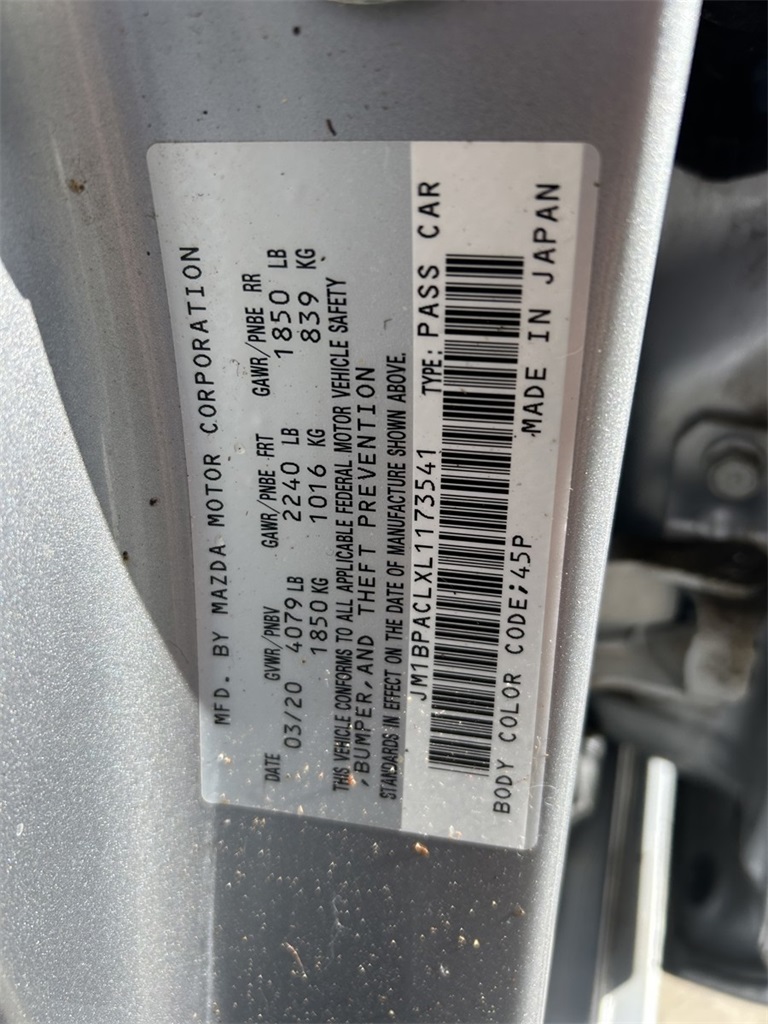 MFD. BY MAZDA MOTOR CORPORATION
DATE GVWR/PNBV GAWR/PNBE FRT GAWR/PNBE RR
03/20 4079 LB 2240 LB 1850 LB
1850 KG 1016 KG 839 KG
THIS VEHICLE CONFORMS TO ALL APPLICABLE FEDERAL MOTOR VEHICLE SAFETY
,BUMPER, AND THEFT PREVENTION
STANDARDS IN EFFECT ON THE DATE OF MANUFACTURE SHOWN ABOVE.
JM1BPACLXL1173541 TYPE: PASS CAR
BODY COLOR CODE;45P MADE IN JAPAN